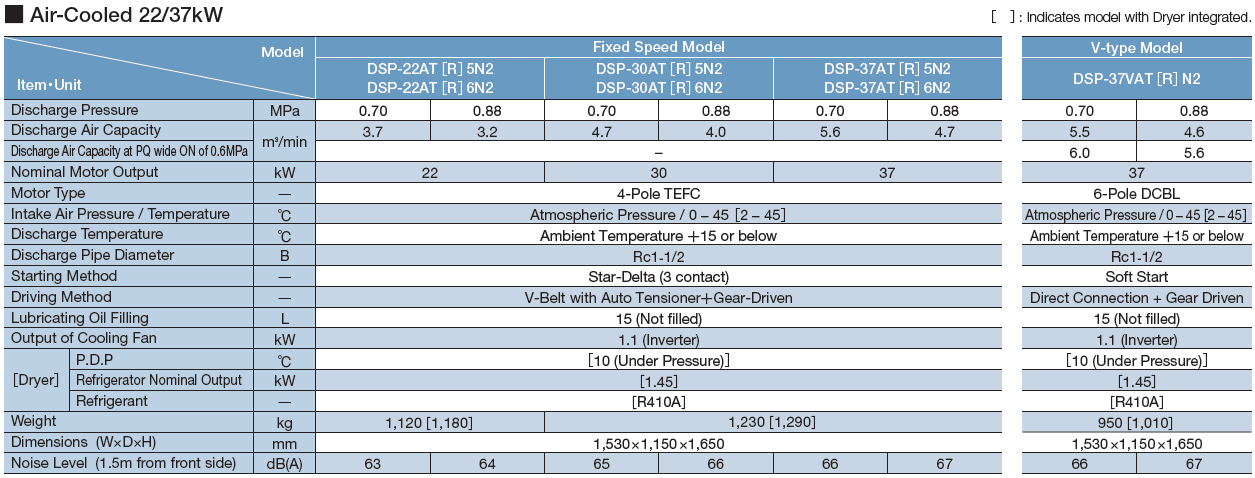 ■ Air-Cooled 22/37kW
[ ] : Indicates model with Dryer integrated.
Model Fixed Speed Model V-type Model
Item・Unit DSP-22AT [R] 5N2 DSP-30AT [R] 5N2 DSP-37AT [R] 5N2 DSP-37VAT [R] N2
DSP-22AT [R] 6N2 DSP-30AT [R] 6N2 DSP-37AT [R] 6N2
Discharge Pressure MPa 0.70 0.88 0.70 0.88 0.70 0.88 0.70 0.88
Discharge Air Capacity m³/min 3.7 3.2 4.7 4.0 5.6 4.7 5.5 4.6
Discharge Air Capacity at PQ wide ON of 0.6MPa – 6.0 5.6
Nominal Motor Output kW 22 30 37 37
Motor Type — 4-Pole TEFC 6-Pole DCBL
Intake Air Pressure / Temperature ℃ Atmospheric Pressure / 0 – 45 [2 – 45] Atmospheric Pressure / 0 – 45 [2 – 45]
Discharge Temperature ℃ Ambient Temperature +15 or below Ambient Temperature +15 or below
Discharge Pipe Diameter B Rc1-1/2 Rc1-1/2
Starting Method — Star-Delta (3 contact) Soft Start
Driving Method — V-Belt with Auto Tensioner+Gear-Driven Direct Connection + Gear Driven
Lubricating Oil Filling L 15 (Not filled) 15 (Not filled)
Output of Cooling Fan kW 1.1 (Inverter) 1.1 (Inverter)
[Dryer] P.D.P ℃ [10 (Under Pressure)] [10 (Under Pressure)]
Refrigerator Nominal Output kW [1.45] [1.45]
Refrigerant — [R410A] [R410A]
Weight kg 1,120 [1,180] 1,230 [1,290] 950 [1,010]
Dimensions (W×D×H) mm 1,530×1,150×1,650 1,530×1,150×1,650
Noise Level (1.5m from front side) dB(A) 63 64 65 66 66 67 66 67